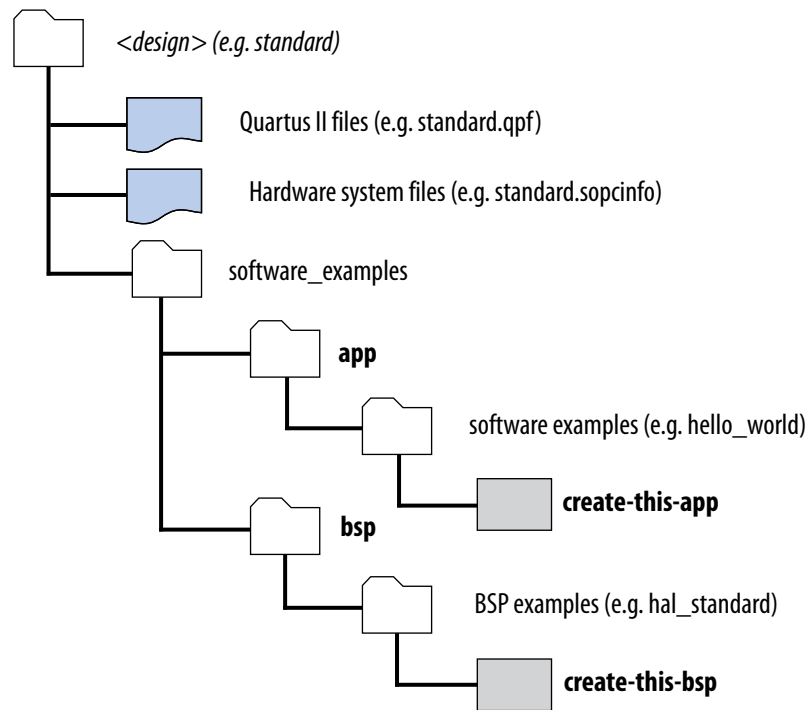 <design> (e.g. standard)
Quartus II files (e.g. standard.qpf)
Hardware system files (e.g. standard.sopcinfo)
software_examples
app
software examples (e.g. hello_world)
create-this-app
bsp
BSP examples (e.g. hal_standard)
create-this-bsp